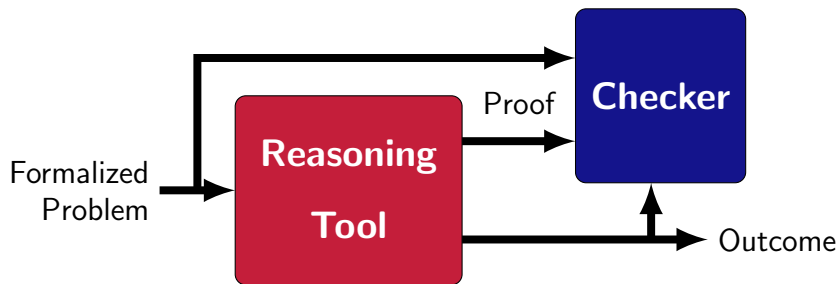 Formalized
Problem
Reasoning
Tool
Proof
Checker
Outcome